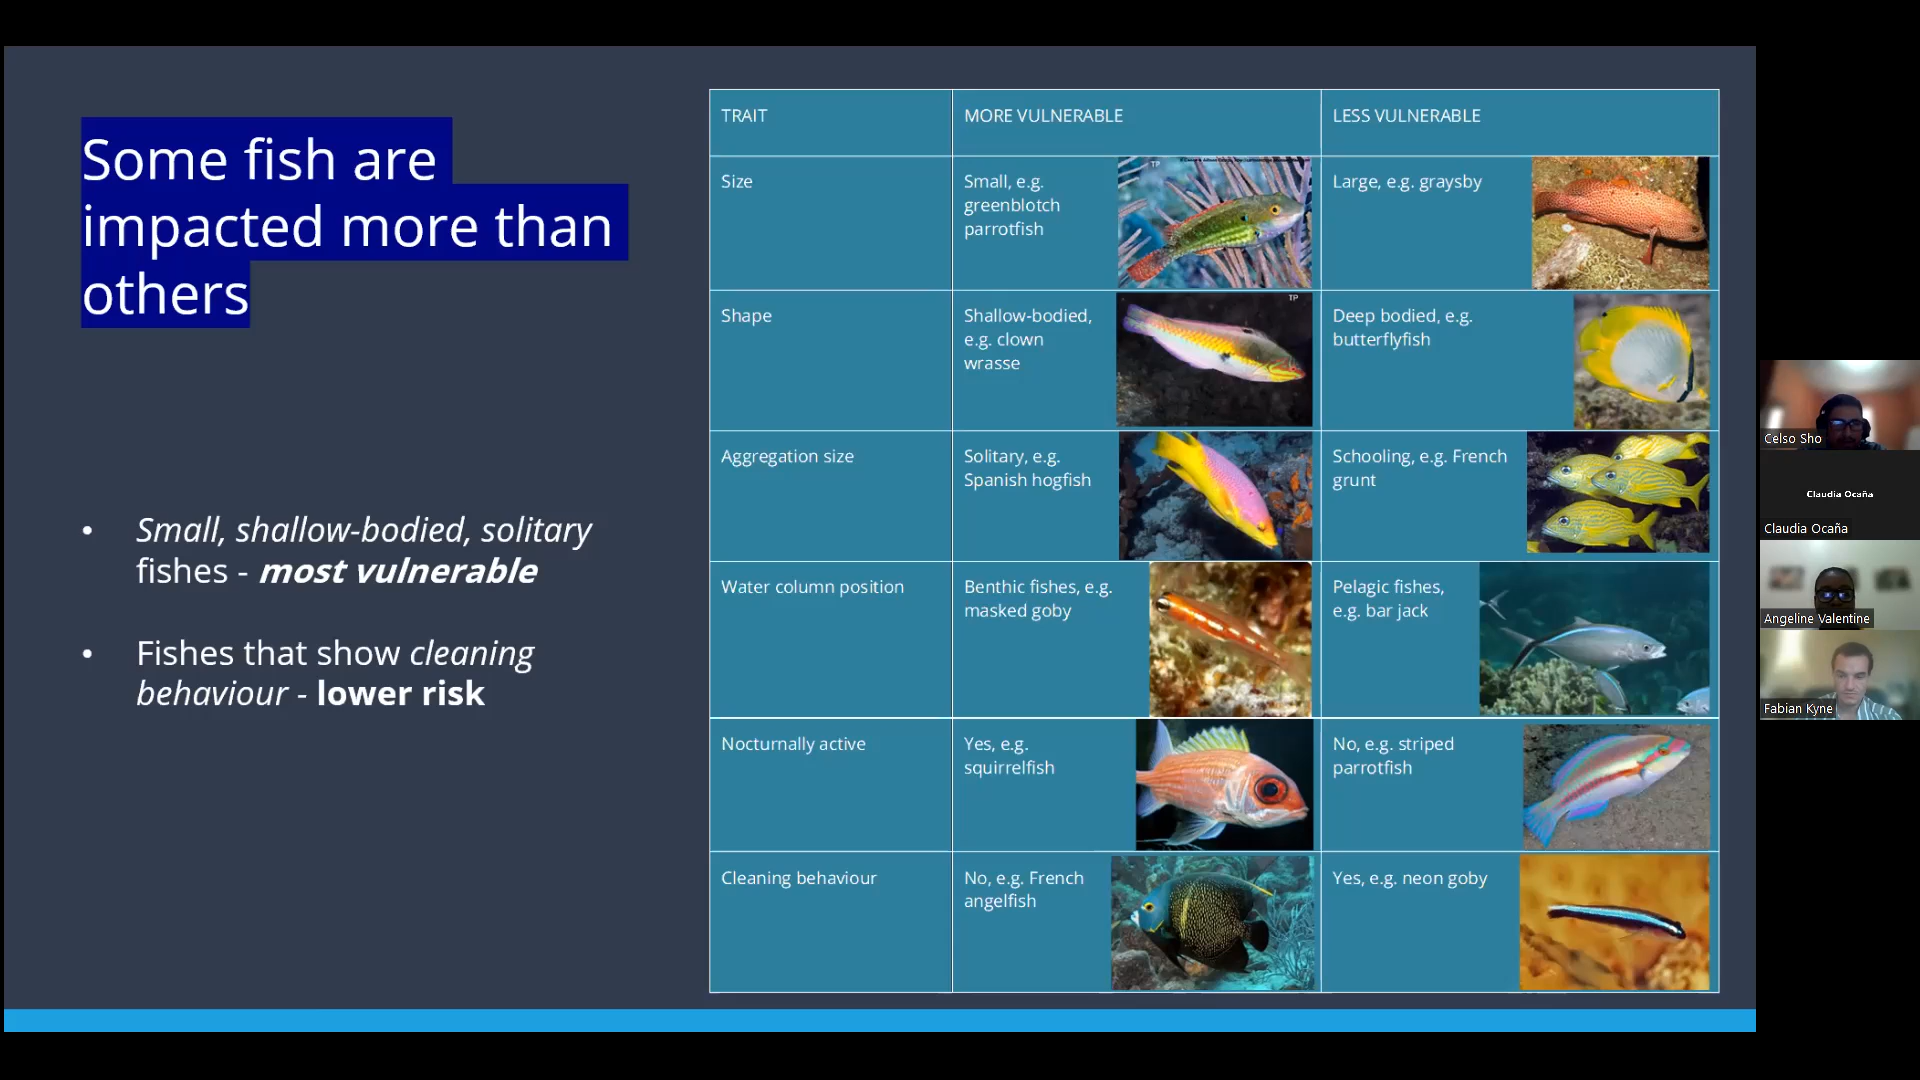 Some fish are
impacted more than
others
• Small, shallow-bodied, solitary
fishes - most vulnerable
• Fishes that show cleaning
behaviour - lower risk
TRAIT
MORE VULNERABLE
LESS VULNERABLE
Size
Small, e.g.
greenblotch
parrotfish
TP
Large, e.g. graysby
Shape
Shallow-bodied,
e.g. clown
wrasse
TP
Deep bodied, e.g.
butterflyfish
Aggregation size
Solitary, e.g.
Spanish hogfish
Schooling, e.g. French
grunt
Water column position
Benthic fishes, e.g.
masked goby
Pelagic fishes,
e.g. bar jack
Nocturnally active
Yes, e.g.
squirrelfish
No, e.g. striped
parrotfish
Cleaning behaviour
No, e.g. French
angelfish
Yes, e.g. neon goby
Celso Sho
Claudia Ocaña
Claudia Ocaña
Angeline Valentine
Fabian Kyne